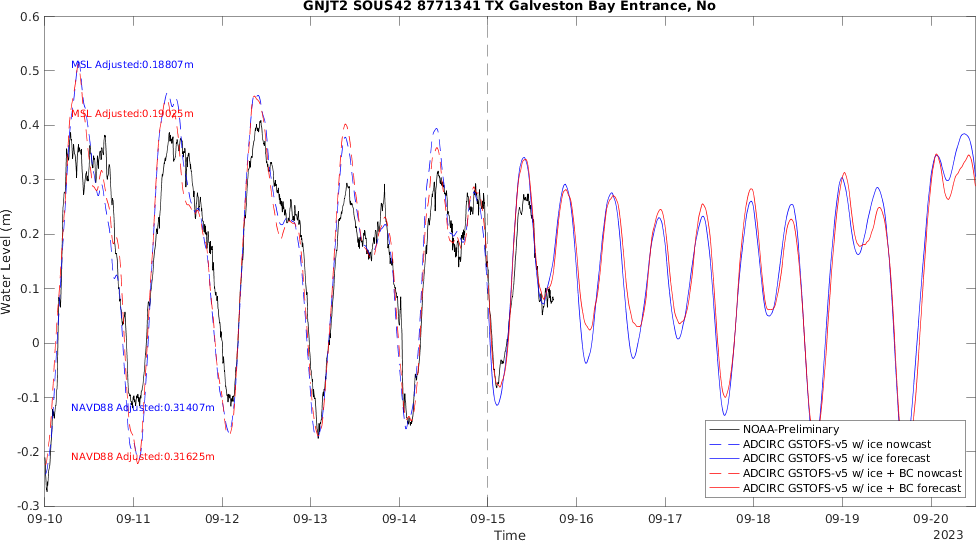 GNJT2 SOUS42 8771341 TX Galveston Bay Entrance, No
0.6
0.5
0.4
0.3
0.2
0.1
0
-0.1
-0.2
-0.3
Water Level (m)
MSL Adjusted:0.18807m
MSL Adjusted:0.19025m
NAVD88 Adjusted:0.31407m
NAVD88 Adjusted:0.31625m
NOAA-Preliminary
ADCIRC GSTOFS-v5 w/ ice nowcast
ADCIRC GSTOFS-v5 w/ ice forecast
ADCIRC GSTOFS-v5 w/ ice + BC nowcast
ADCIRC GSTOFS-v5 w/ ice + BC forecast
09-10 09-11 09-12 09-13 09-14 09-15 09-16 09-17 09-18 09-19 09-20
Time
2023